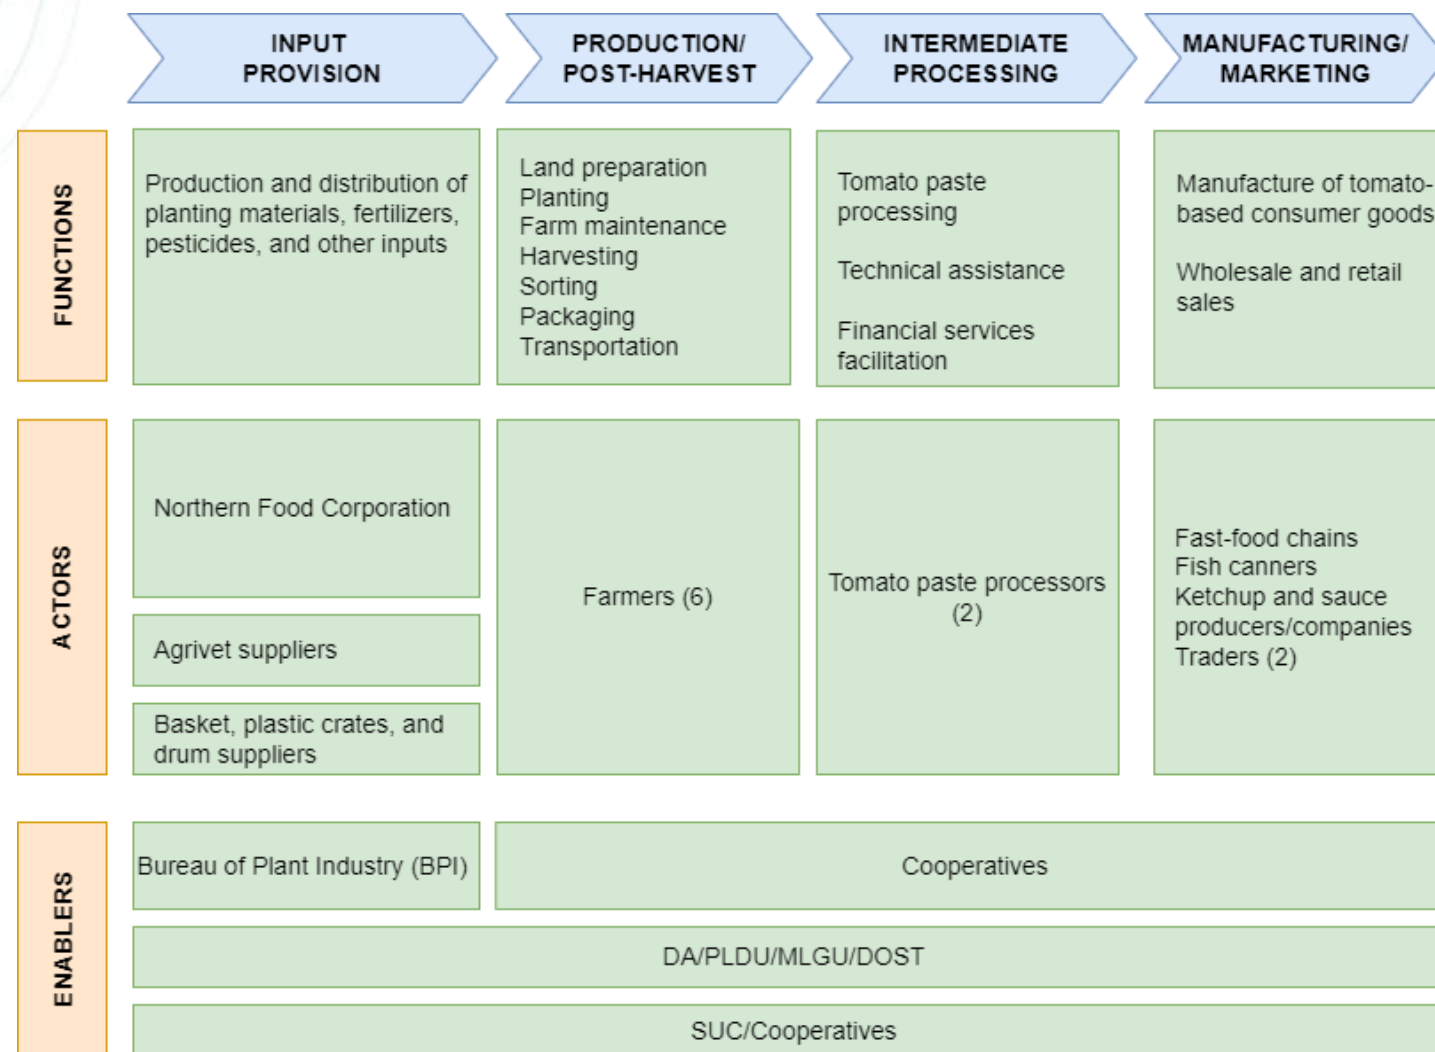 INPUT
PROVISION
PRODUCTION/
POST-HARVEST
INTERMEDIATE
PROCESSING
MANUFACTURING/
MARKETING
FUNCTIONS
Production and distribution of
planting materials, fertilizers,
pesticides, and other inputs
Land preparation
Planting
Farm maintenance
Harvesting
Sorting
Packaging
Transportation
Tomato paste
processing
Technical assistance
Financial services
facilitation
Manufacture of tomato-
based consumer goods
Wholesale and retail
sales
ACTORS
Northern Food Corporation
Agrivet suppliers
Basket, plastic crates, and
drum suppliers
Farmers (6)
Tomato paste processors
(2)
Fast-food chains
Fish canners
Ketchup and sauce
producers/companies
Traders (2)
ENABLERS
Bureau of Plant Industry (BPI)
Cooperatives
DA/PLDU/MLGU/DOST
SUC/Cooperatives